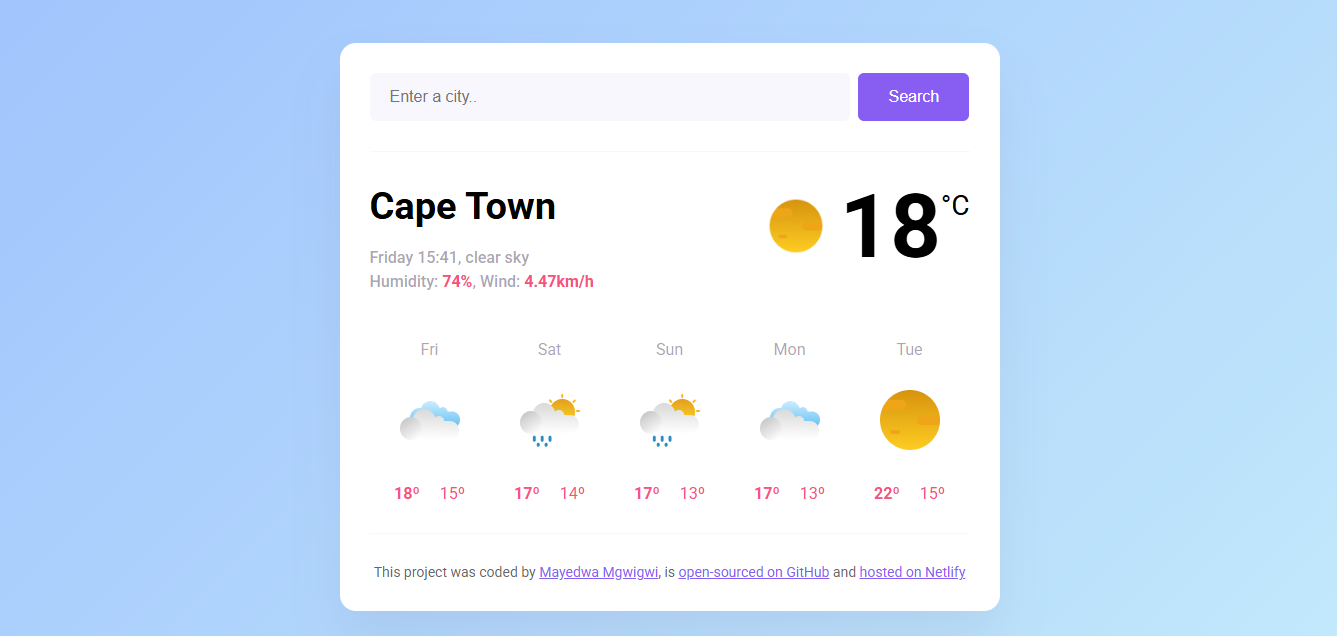 Enter a city..
Search
Cape Town
18 °C
Friday 15:41, clear sky
Humidity: 74%, Wind: 4.47km/h
Fri Sat Sun Mon Tue
18º 15º 17º 14º 17º 13º 17º 13º 22º 15º
This project was coded by Mayedwa Mgwigwi, is open-sourced on GitHub and hosted on Netlify